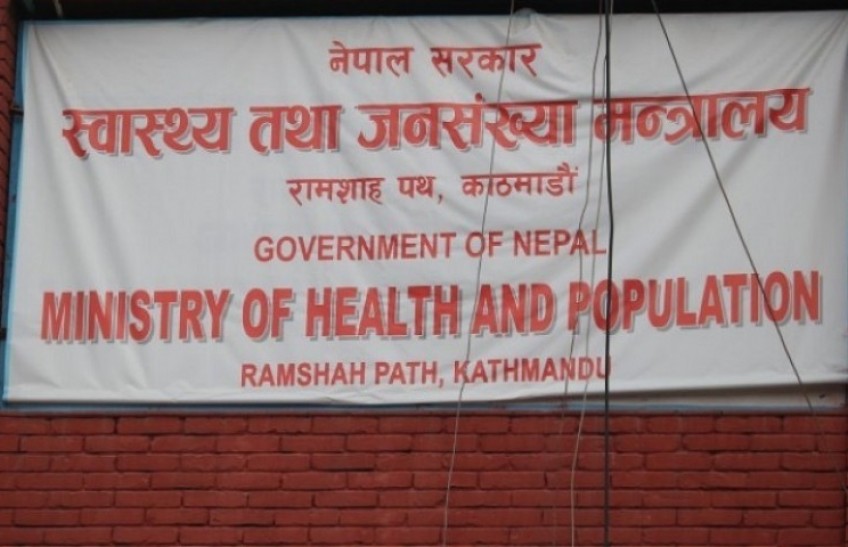 नेपाल सरकार
स्वास्थ्य तथा जनसंख्या मन्त्रालय
रामशाह पथ, काठमाडौं
GOVERNMENT OF NEPAL
MINISTRY OF HEALTH AND POPULATION
RAMSHAH PATH, KATHMANDU